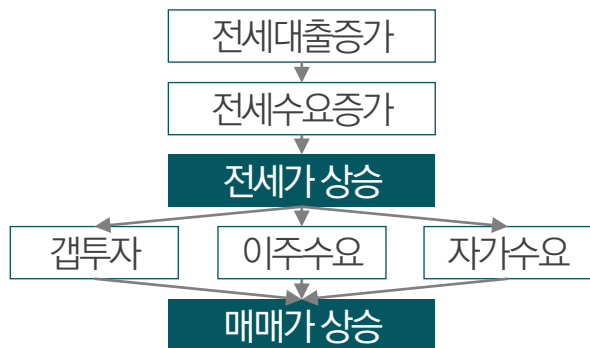 전세대출증가
전세수요증가
전세가 상승
갭투자
이주수요
자가수요
매매가 상승